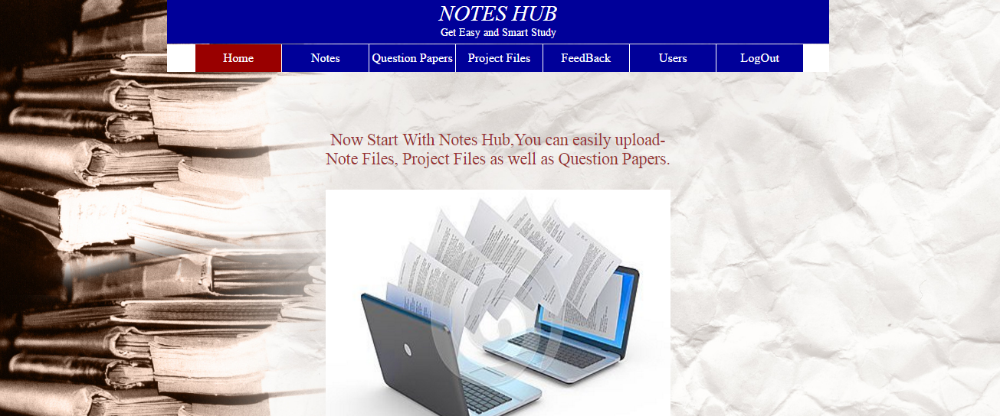 NOTES HUB
Get Easy and Smart Study
Home Notes Question Papers Project Files FeedBack Users LogOut
Now Start With Notes Hub,You can easily upload-
Note Files, Project Files as well as Question Papers.